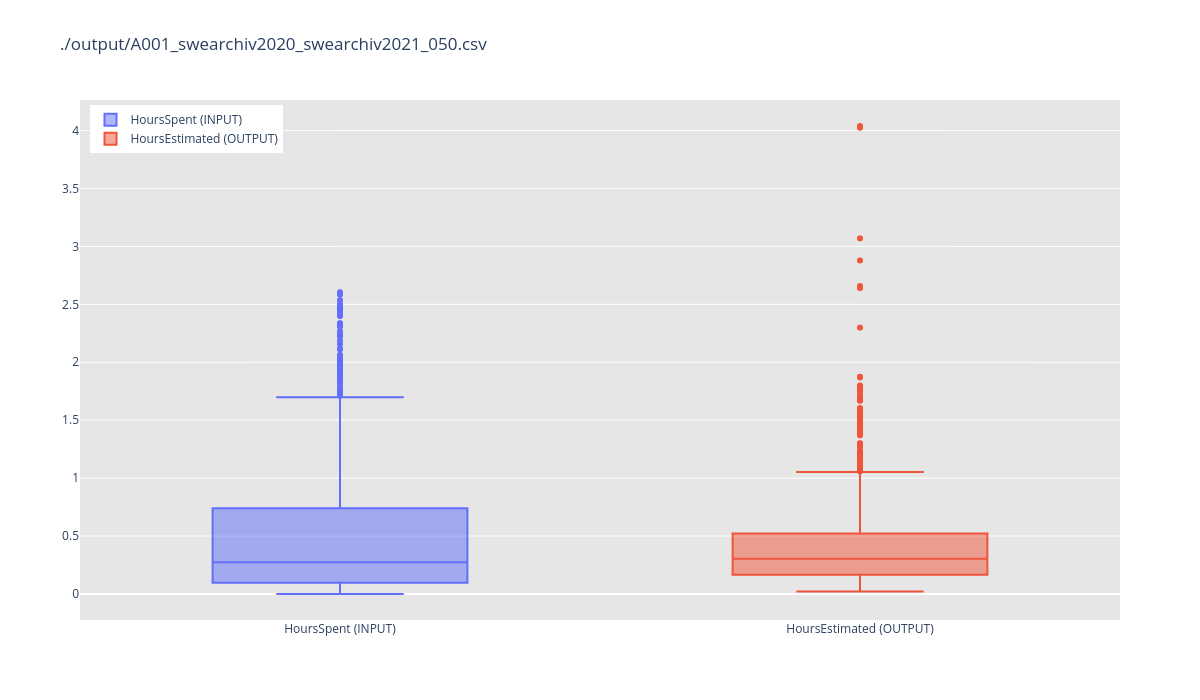 ./output/A001_swearchiv2020_swearchiv2021_050.csv
HoursSpent (INPUT)
HoursEstimated (OUTPUT)
4
3.5
3
2.5
2
1.5
1
0.5
0
HoursSpent (INPUT)
HoursEstimated (OUTPUT)